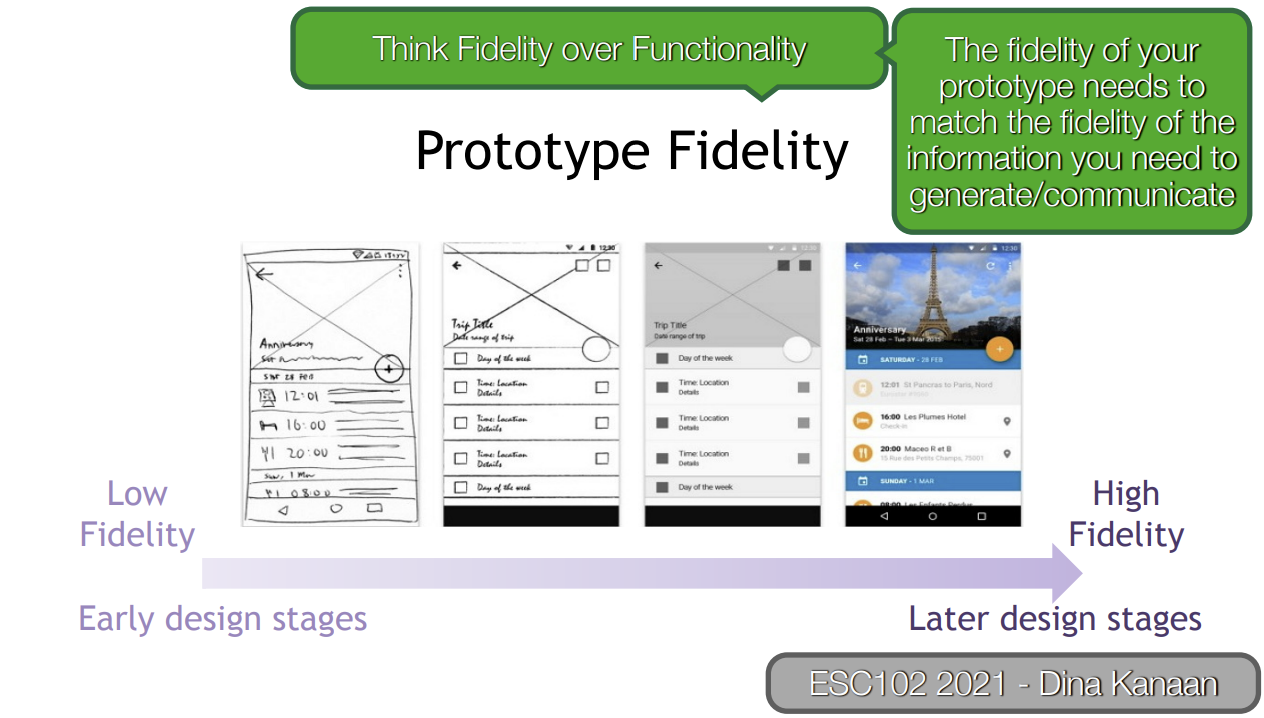 Think Fidelity over Functionality
The fidelity of your
prototype needs to
match the fidelity of the
information you need to
generate/communicate
Prototype Fidelity
Anniversary
Sat 28 Feb
12:01
16:00
20:00
Sun, 1 Mar
08:00
12:30
Trip Title
Date range of trip
Day of the week
Time: Location
Details
Time: Location
Details
Time: Location
Details
Day of the week
12:30
Trip Title
Date range of trip
Day of the week
Time: Location
Details
Time: Location
Details
Time: Location
Details
Day of the week
12:30
Anniversary
Sat 28 Feb – Tue 3 Mar 2015
SATURDAY - 28 FEB
12:01 St Pancras to Paris, Nord
16:00 Les Plumes Hotel
Check-in
20:00 Maceo R et B
15 Rue des Petits Champs, 75001
SUNDAY - 1 MAR
08:00 Les Enfants Perdus
Low
Fidelity
High
Fidelity
Early design stages
Later design stages
ESC102 2021 - Dina Kanaan